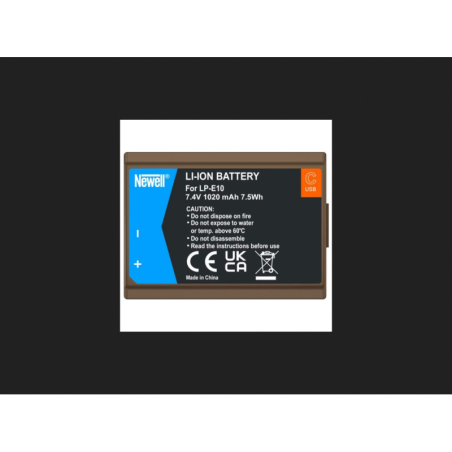 Newell®
LI-ION BATTERY
For LP-E10
7.4V 1020 mAh 7.5Wh
C
USB
CAUTION:
• Do not dispose on fire
• Do not expose to water
or temp. above 60°C
• Do not disassemble
• Read the instructions before use
–
+
CE UK CA
Made in China